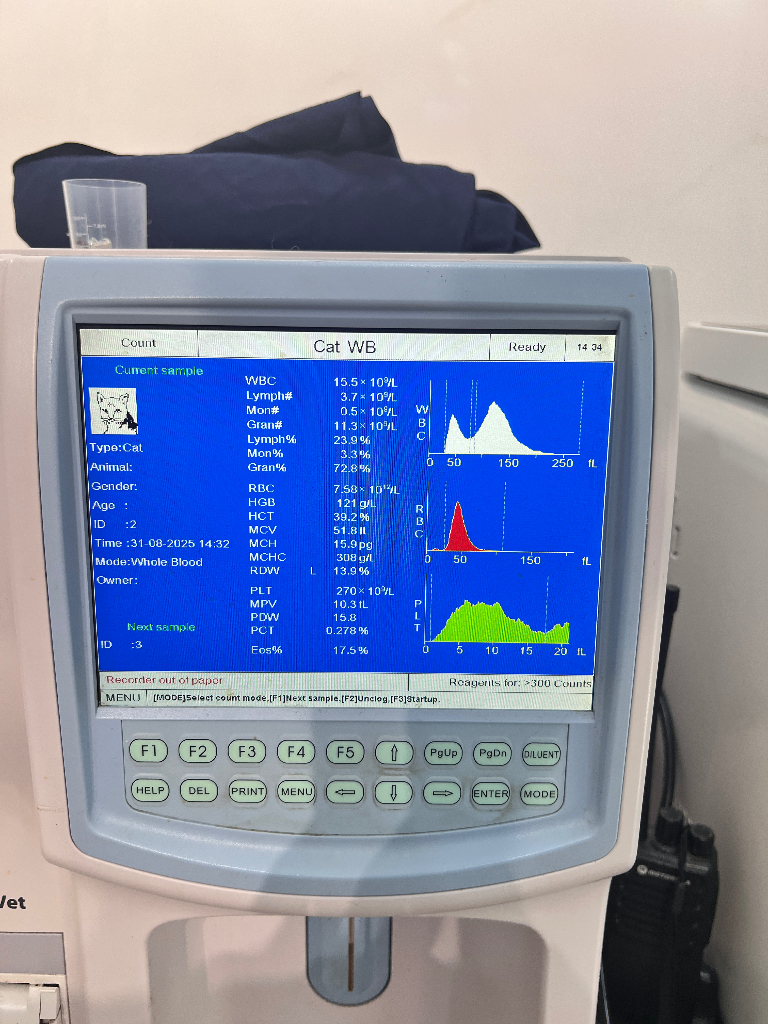 Count Cat WB Ready 14 34
Current sample
Type:Cat
Animal:
Gender:
Age :
ID :2
Time :31-08-2025 14:32
Mode:Whole Blood
Owner:
Next sample
ID :3
WBC 15.5 × 10⁹/L
Lymph# 3.7 × 10⁹/L
Mon# 0.5 × 10⁹/L
Gran# 11.3 × 10⁹/L
Lymph% 23.9 %
Mon% 3.3 %
Gran% 72.8 %
RBC 7.58 × 10¹²/L
HGB 121 g/L
HCT 39.2 %
MCV 51.8 fL
MCH 15.9 pg
MCHC 308 g/L
RDW L 13.9 %
PLT 270 × 10⁹/L
MPV 10.3 fL
PDW 15.8
PCT 0.278 %
Eos% 17.5 %
WBC
0 50 150 250 fL
RBC
0 50 150 fL
PLT
0 5 10 15 20 fL
Recorder out of paper Reagents for: >300 Counts
MENU [MODE]Select count mode,[F1]Next sample,[F2]Unclog,[F3]Startup.
F1 F2 F3 F4 F5 PgUp PgDn DILUENT
HELP DEL PRINT MENU ENTER MODE
Vet